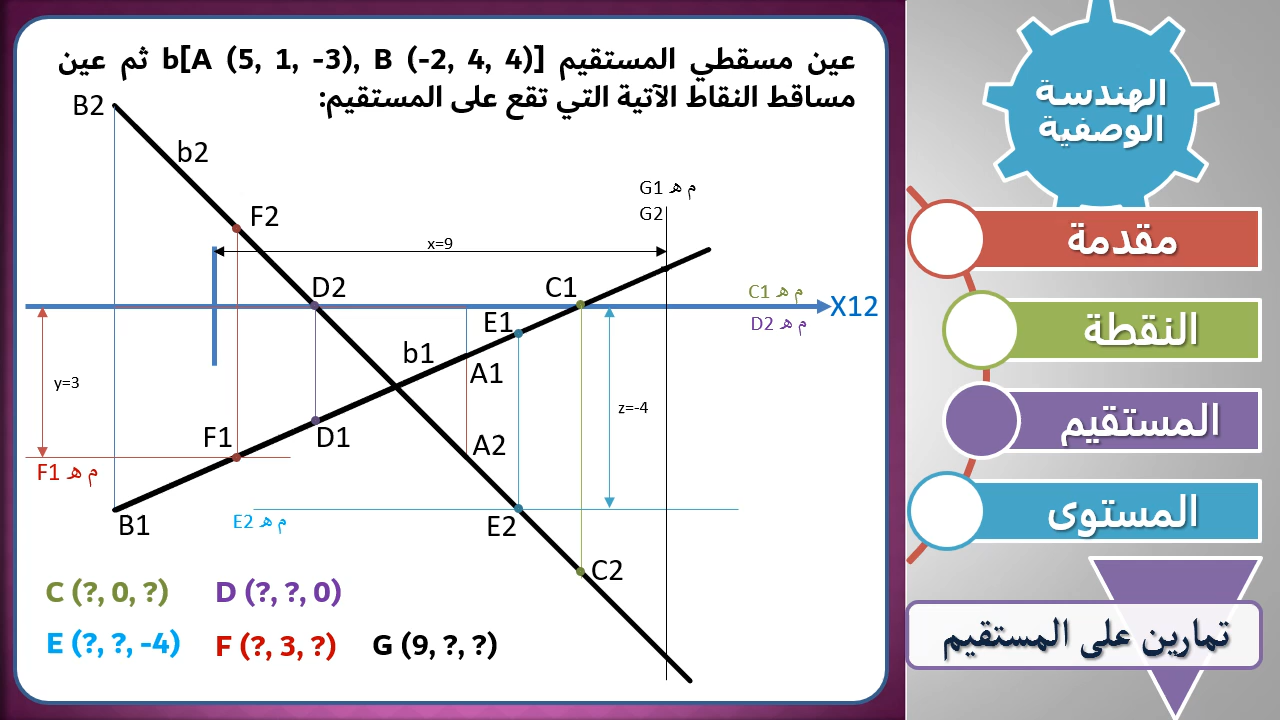 عين مسقطي المستقيم b[A (5, 1, -3), B (-2, 4, 4)] ثم عين
مساقط النقاط الآتية التي تقع على المستقيم:
B2
b2
F2
G1 م هـ
G2
x=9
D2
C1
C1 م هـ
X12
D2 م هـ
E1
b1
A1
y=3
z=-4
F1
D1
A2
F1 م هـ
E2 م هـ
B1
E2
C2
C (?, 0, ?)
D (?, ?, 0)
E (?, ?, -4)
F (?, 3, ?)
G (9, ?, ?)
الهندسة
الوصفية
مقدمة
النقطة
المستقيم
المستوى
تمارين على المستقيم